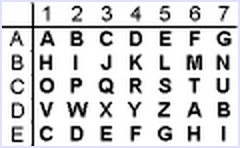 1 2 3 4 5 6 7
A A B C D E F G
B H I J K L M N
C O P Q R S T U
D V W X Y Z A B
E C D E F G H I